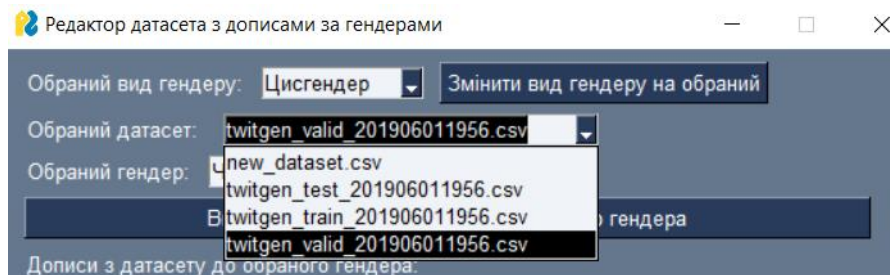 Редактор датасета з дописами за гендерами
Обраний вид гендеру: Цисгендер Змінити вид гендеру на обраний
Обраний датасет: twitgen_valid_201906011956.csv
Обраний гендер:
new_dataset.csv
twitgen_test_201906011956.csv
twitgen_train_201906011956.csv
гендера
twitgen_valid_201906011956.csv
Дописи з датасету до обраного гендера: